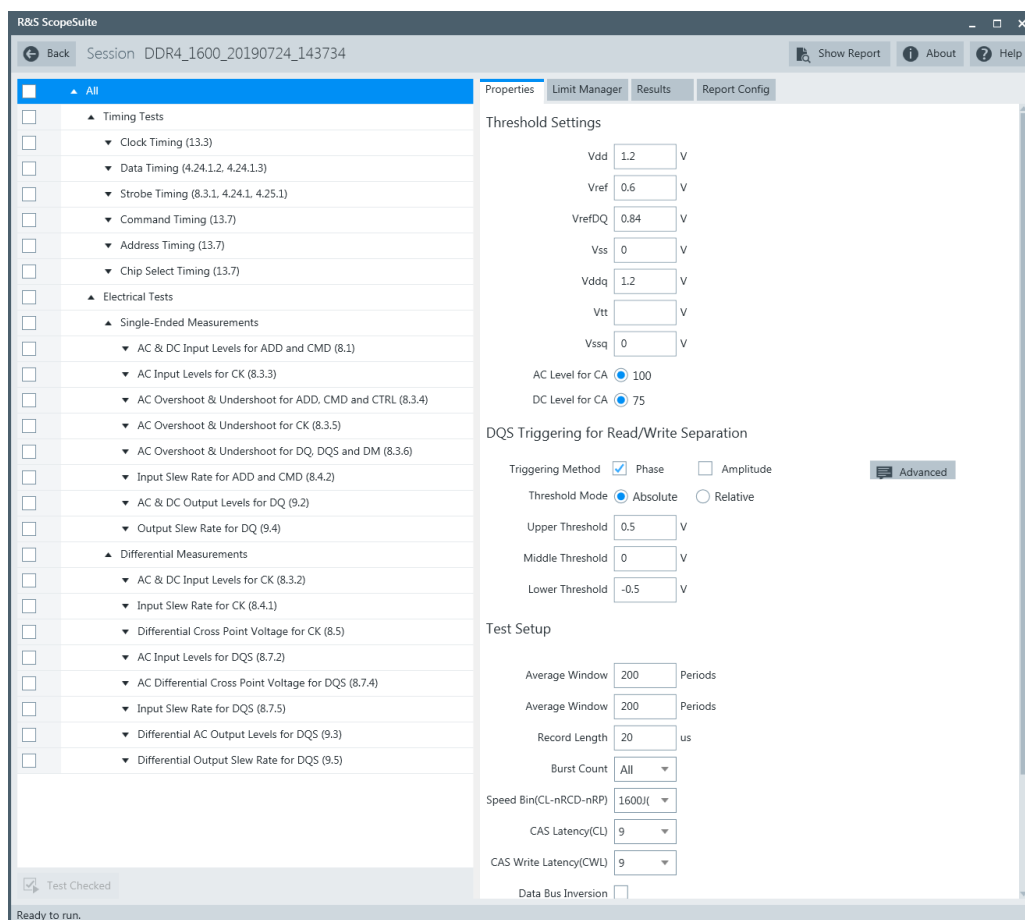 R&S ScopeSuite
Back Session DDR4_1600_20190724_143734 Show Report About Help
All
Timing Tests
Clock Timing (13.3)
Data Timing (4.24.1.2, 4.24.1.3)
Strobe Timing (8.3.1, 4.24.1, 4.25.1)
Command Timing (13.7)
Address Timing (13.7)
Chip Select Timing (13.7)
Electrical Tests
Single-Ended Measurements
AC & DC Input Levels for ADD and CMD (8.1)
AC Input Levels for CK (8.3.3)
AC Overshoot & Undershoot for ADD, CMD and CTRL (8.3.4)
AC Overshoot & Undershoot for CK (8.3.5)
AC Overshoot & Undershoot for DQ, DQS and DM (8.3.6)
Input Slew Rate for ADD and CMD (8.4.2)
AC & DC Output Levels for DQ (9.2)
Output Slew Rate for DQ (9.4)
Differential Measurements
AC & DC Input Levels for CK (8.3.2)
Input Slew Rate for CK (8.4.1)
Differential Cross Point Voltage for CK (8.5)
AC Input Levels for DQS (8.7.2)
AC Differential Cross Point Voltage for DQS (8.7.4)
Input Slew Rate for DQS (8.7.5)
Differential AC Output Levels for DQS (9.3)
Differential Output Slew Rate for DQS (9.5)
Test Checked
Properties Limit Manager Results Report Config
Threshold Settings
Vdd 1.2 V
Vref 0.6 V
VrefDQ 0.84 V
Vss 0 V
Vddq 1.2 V
Vtt V
Vssq 0 V
AC Level for CA 100
DC Level for CA 75
DQS Triggering for Read/Write Separation
Triggering Method Phase Amplitude Advanced
Threshold Mode Absolute Relative
Upper Threshold 0.5 V
Middle Threshold 0 V
Lower Threshold -0.5 V
Test Setup
Average Window 200 Periods
Average Window 200 Periods
Record Length 20 us
Burst Count All
Speed Bin(CL-nRCD-nRP) 1600J(
CAS Latency(CL) 9
CAS Write Latency(CWL) 9
Data Bus Inversion
Ready to run.